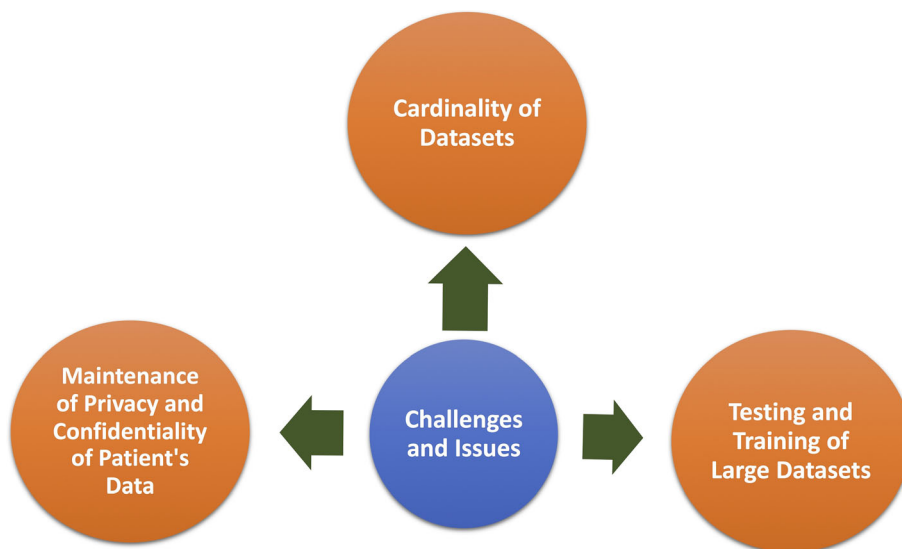 Cardinality of
Datasets
Maintenance
of Privacy and
Confidentiality
of Patient's
Data
Challenges
and Issues
Testing and
Training of
Large Datasets